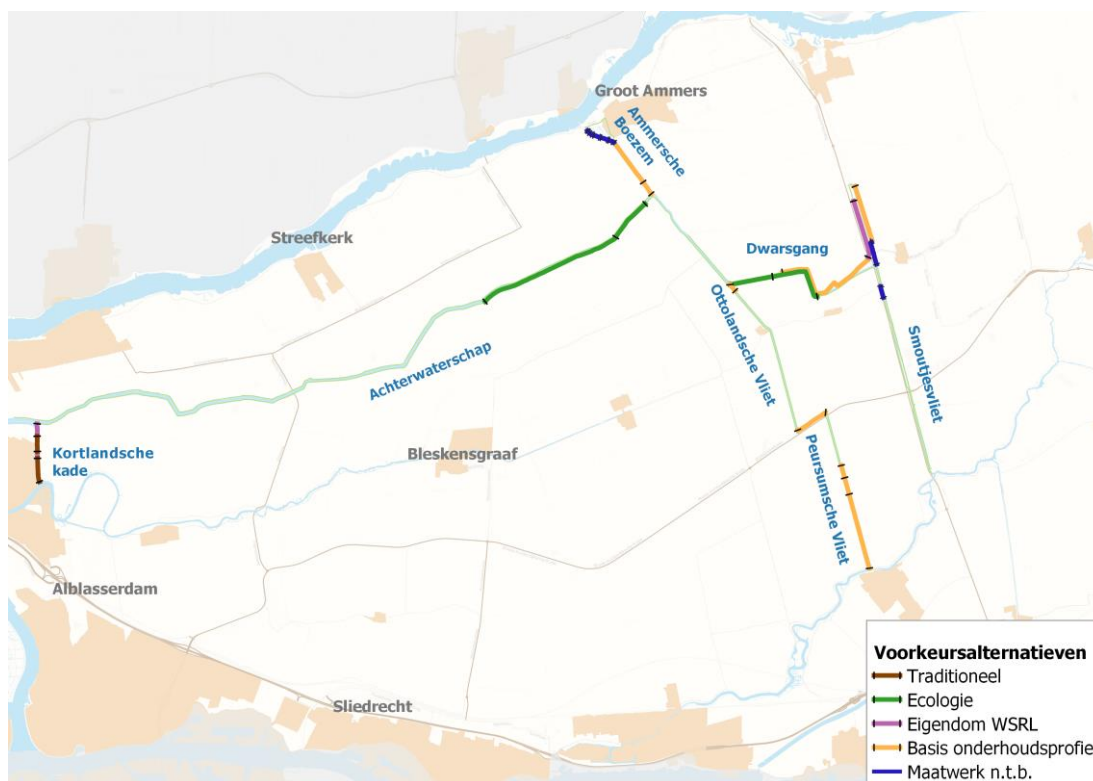 Groot Ammers
Ammersche
Boezem
Streefkerk
Dwarsgang
Ottolandsche Vliet
Smoutjesvliet
Achterwaterschap
Kortlandsche
kade
Bleskensgraaf
Peursumsche Vliet
Alblasserdam
Sliedrecht
Voorkeursalternatieven
Traditioneel
Ecologie
Eigendom WSRL
Basis onderhoudsprofie
Maatwerk n.t.b.